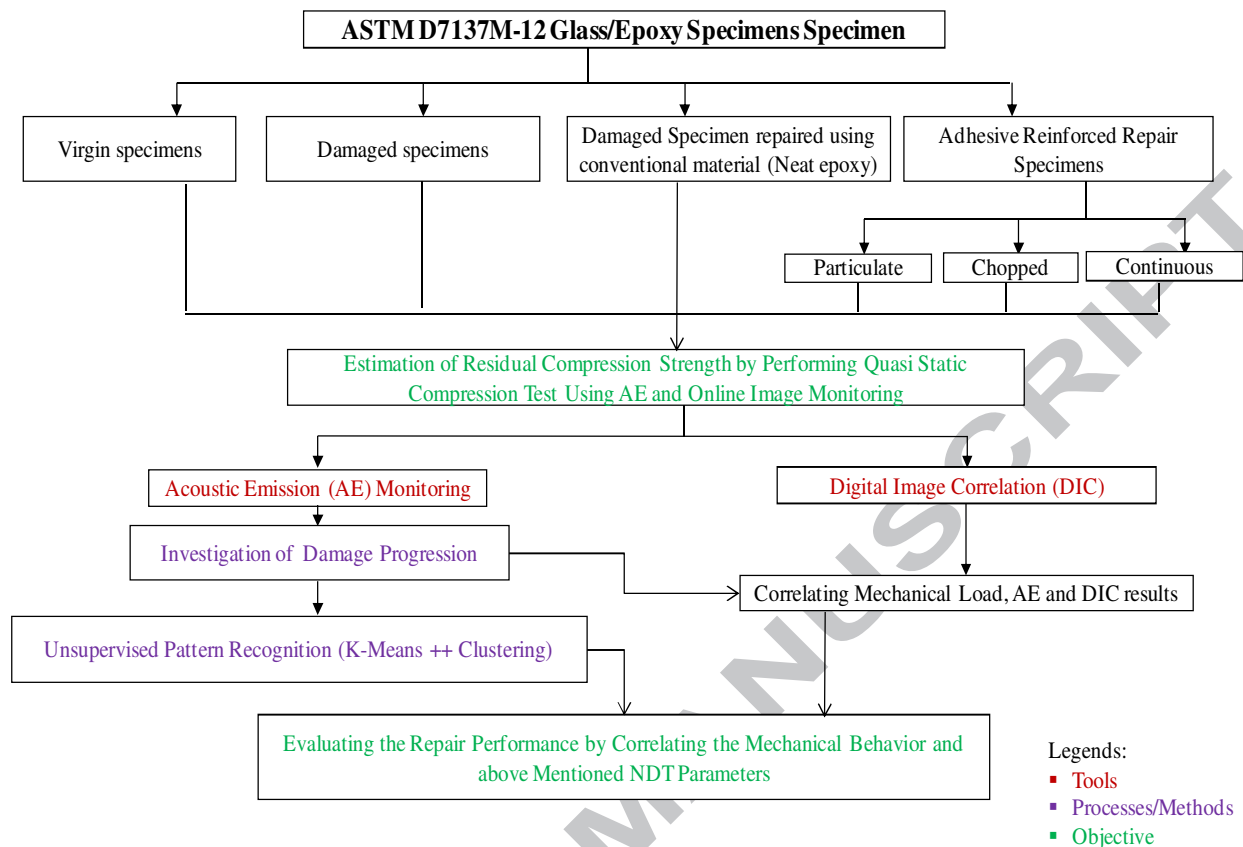 ASTM D7137M-12 Glass/Epoxy Specimens Specimen
Virgin specimens
Damaged specimens
Damaged Specimen repaired using
conventional material (Neat epoxy)
Adhesive Reinforced Repair
Specimens
Particulate
Chopped
Continuous
Estimation of Residual Compression Strength by Performing Quasi Static
Compression Test Using AE and Online Image Monitoring
Acoustic Emission (AE) Monitoring
Digital Image Correlation (DIC)
Investigation of Damage Progression
Correlating Mechanical Load, AE and DIC results
Unsupervised Pattern Recognition (K-Means ++ Clustering)
Evaluating the Repair Performance by Correlating the Mechanical Behavior and
above Mentioned NDT Parameters
Legends:
▪ Tools
▪ Processes/Methods
▪ Objective
MANUSCRIPT